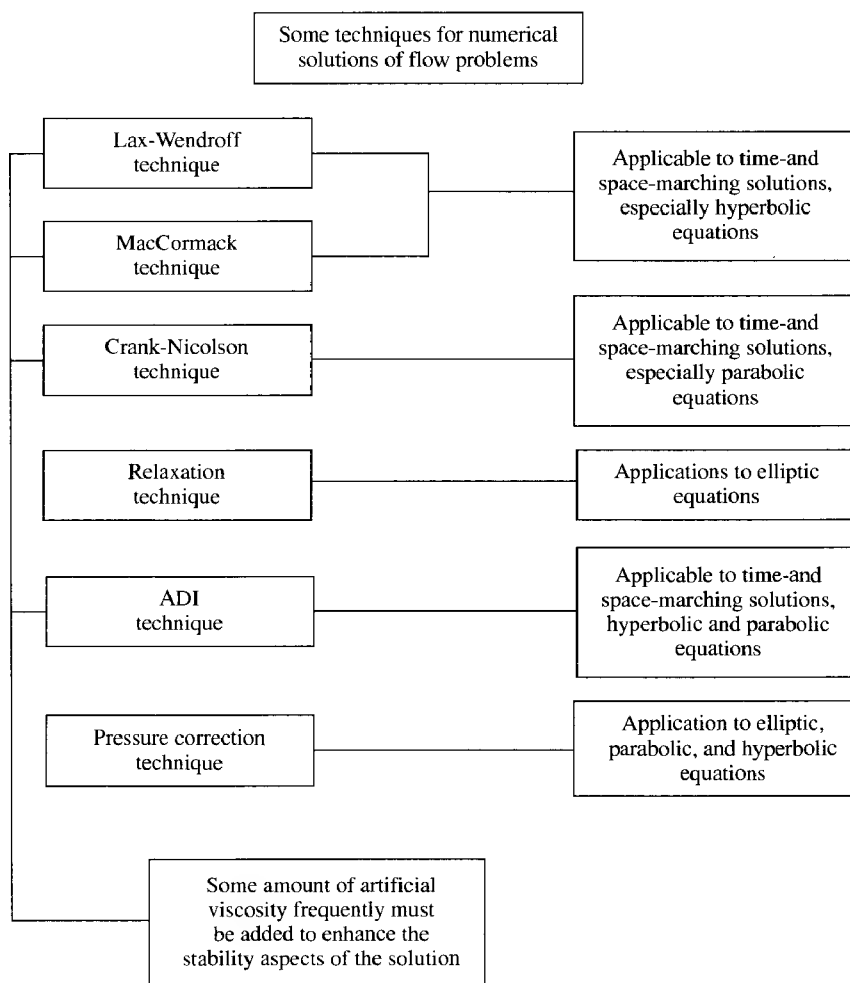 Some techniques for numerical
solutions of flow problems
Lax-Wendroff
technique
MacCormack
technique
Applicable to time-and
space-marching solutions,
especially hyperbolic
equations
Crank-Nicolson
technique
Applicable to time-and
space-marching solutions,
especially parabolic
equations
Relaxation
technique
Applications to elliptic
equations
ADI
technique
Applicable to time-and
space-marching solutions,
hyperbolic and parabolic
equations
Pressure correction
technique
Application to elliptic,
parabolic, and hyperbolic
equations
Some amount of artificial
viscosity frequently must
be added to enhance the
stability aspects of the solution